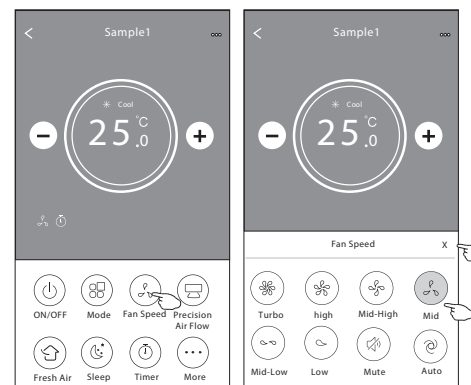 Sample1
Cool
25.0°C
ON/OFF
Mode
Fan Speed
Precision
Air Flow
Fresh Air
Sleep
Timer
More
Sample1
Cool
25.0°C
Fan Speed
X
Turbo
high
Mid-High
Mid
Mid-Low
Low
Mute
Auto